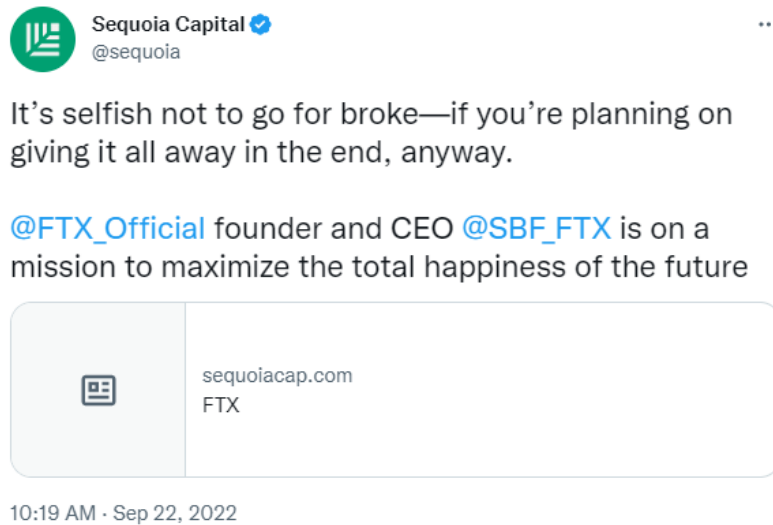 Sequoia Capital
@sequoia
It’s selfish not to go for broke—if you’re planning on
giving it all away in the end, anyway.
@FTX_Official founder and CEO @SBF_FTX is on a
mission to maximize the total happiness of the future
sequoiacap.com
FTX
10:19 AM · Sep 22, 2022